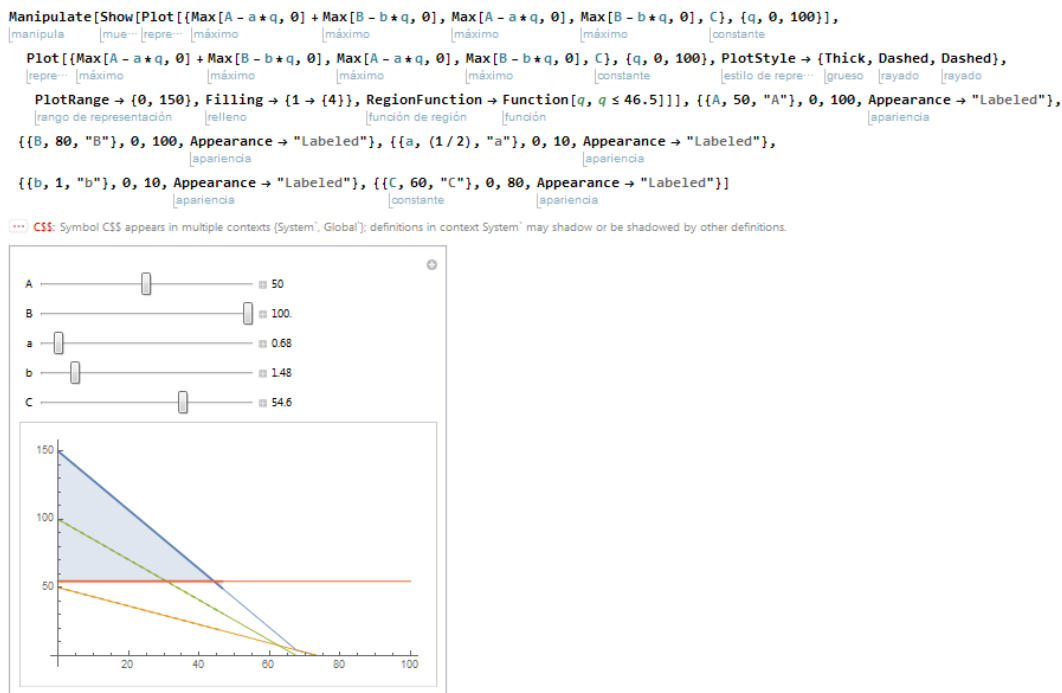 Manipulate[Show[Plot[{Max[A - a * q, 0] + Max[B - b * q, 0], Max[A - a * q, 0], Max[B - b * q, 0], C}, {q, 0, 100}],
manipula mue··· repre··· máximo máximo máximo máximo constante
Plot[{Max[A - a * q, 0] + Max[B - b * q, 0], Max[A - a * q, 0], Max[B - b * q, 0], C}, {q, 0, 100}, PlotStyle → {Thick, Dashed, Dashed},
repre··· máximo máximo máximo máximo constante estilo de repre··· grueso rayado rayado
PlotRange → {0, 150}, Filling → {1 → {4}}, RegionFunction → Function[q, q ≤ 46.5]]], {{A, 50, "A"}, 0, 100, Appearance → "Labeled"},
rango de representación relleno función de región función apariencia
{{B, 80, "B"}, 0, 100, Appearance → "Labeled"}, {{a, (1/2), "a"}, 0, 10, Appearance → "Labeled"},
apariencia apariencia
{{b, 1, "b"}, 0, 10, Appearance → "Labeled"}, {{C, 60, "C"}, 0, 80, Appearance → "Labeled"}]
apariencia constante apariencia
··· C$$: Symbol C$$ appears in multiple contexts {System`, Global`}; definitions in context System` may shadow or be shadowed by other definitions.
A 50
B 100.
a 0.68
b 1.48
C 54.6
150
100
50
20 40 60 80 100